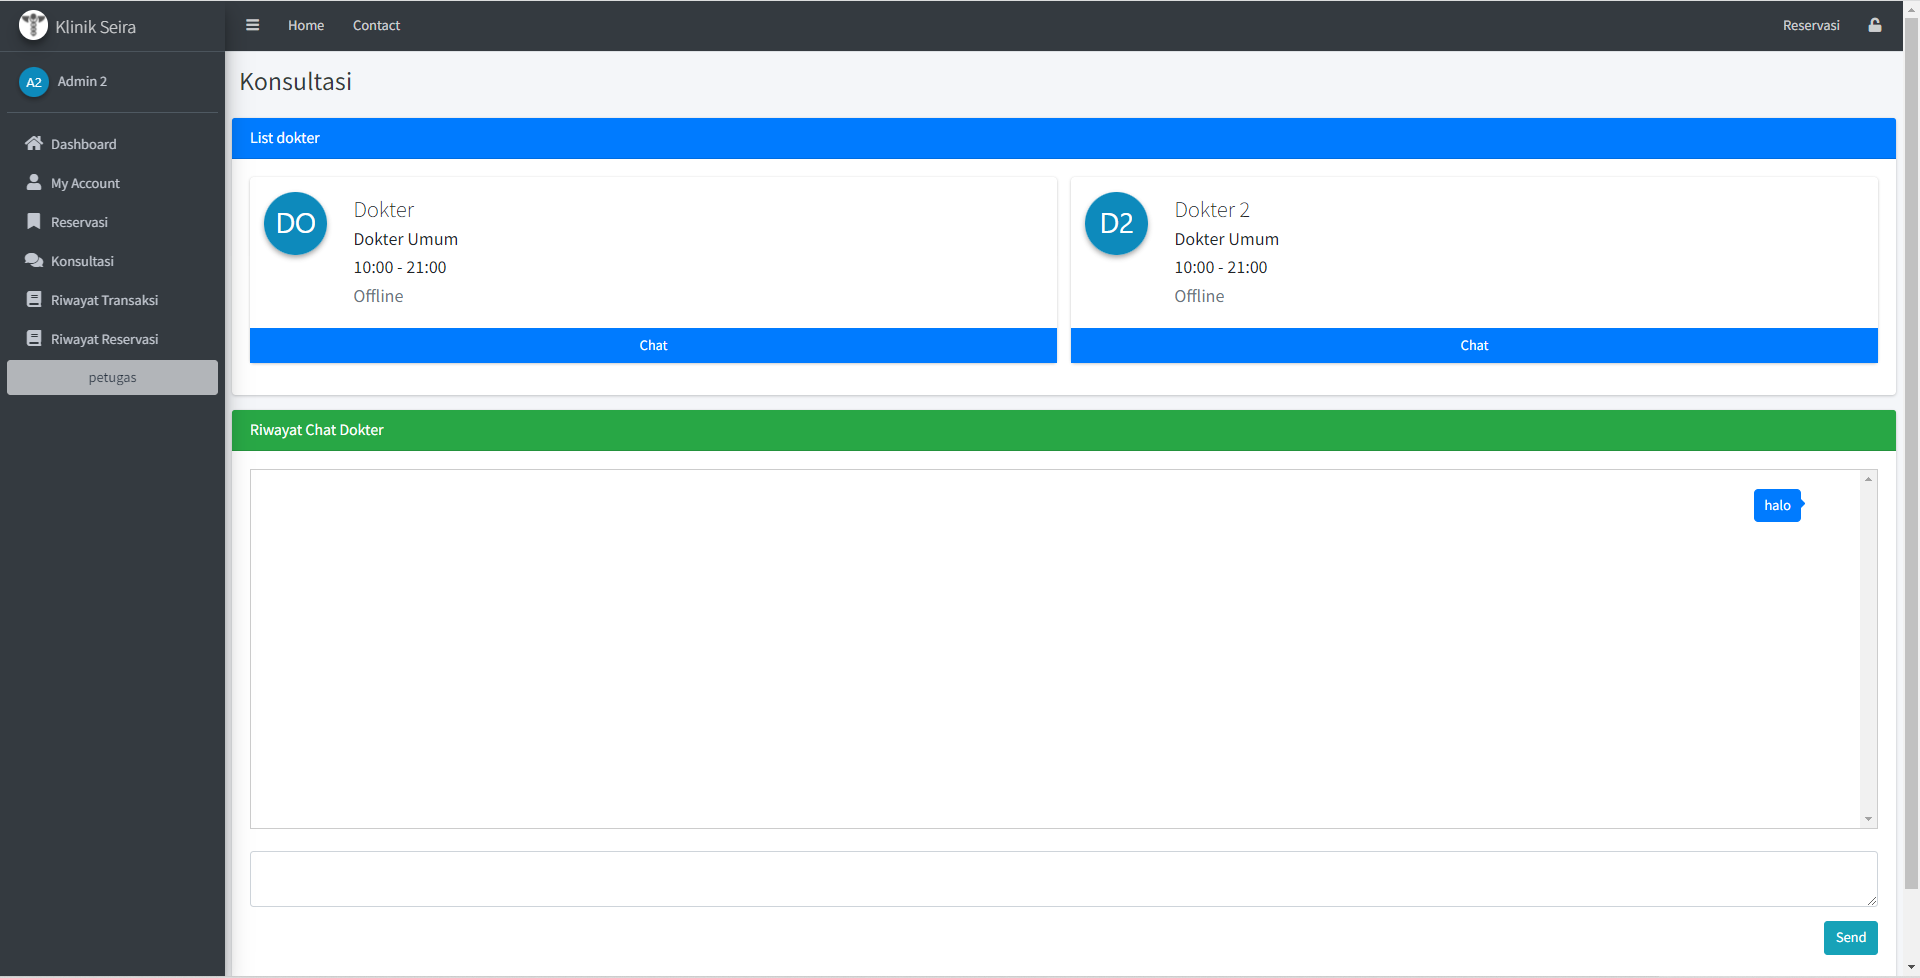 Klinik Seira
Home
Contact
Reservasi
A2
Admin 2
Dashboard
My Account
Reservasi
Konsultasi
Riwayat Transaksi
Riwayat Reservasi
petugas
Konsultasi
List dokter
DO
Dokter
Dokter Umum
10:00 - 21:00
Offline
Chat
D2
Dokter 2
Dokter Umum
10:00 - 21:00
Offline
Chat
Riwayat Chat Dokter
halo
Send